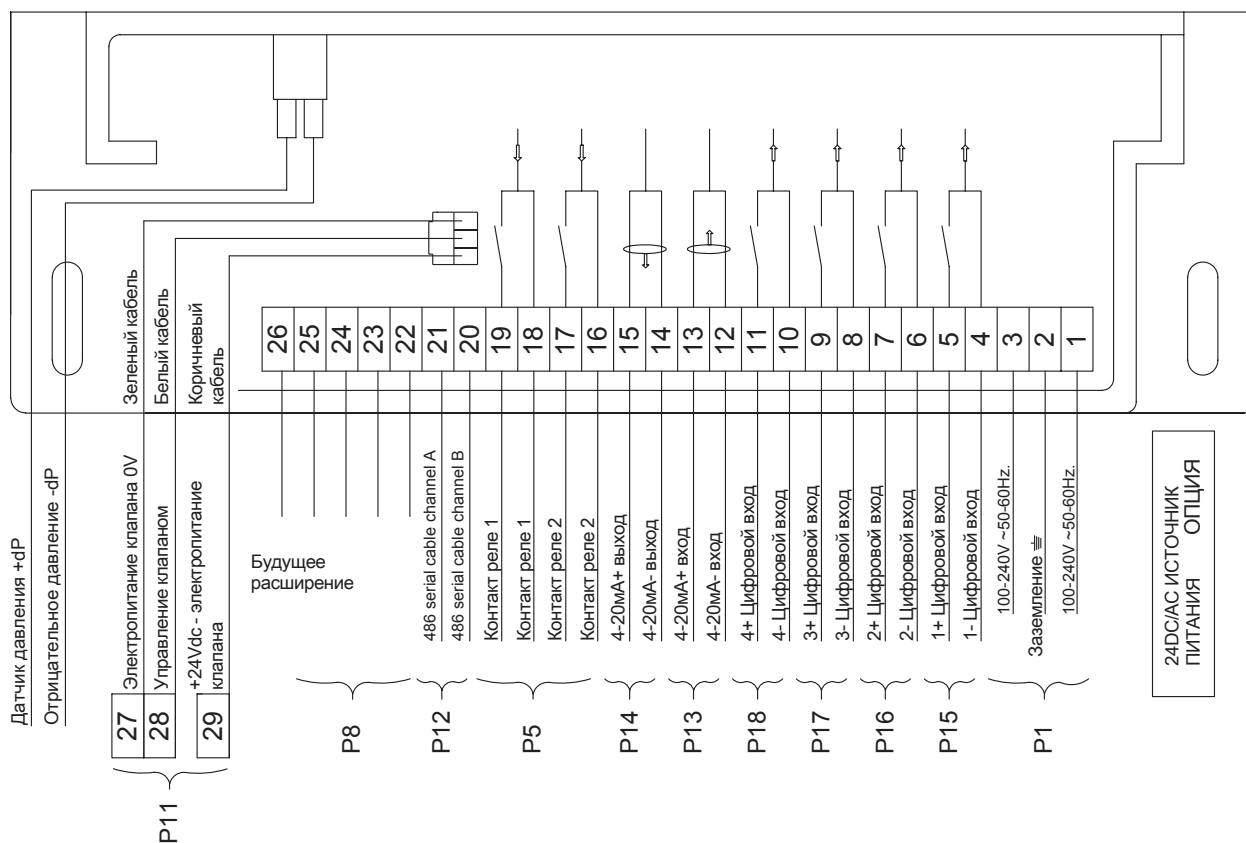 Датчик давления +dP
Отрицательное давление -dP
27
Электропитание клапана 0V
Зеленый кабель
28
Управление клапаном
Белый кабель
29
+24Vdc - электропитание
клапана
Коричневый
кабель
P11
26
25
24
23
22
21
20
19
18
17
16
15
14
13
12
11
10
9
8
7
6
5
4
3
2
1
Будущее
расширение
486 serial cable channel A
486 serial cable channel B
Контакт реле 1
Контакт реле 1
Контакт реле 2
Контакт реле 2
4-20мА+ выход
4-20мА- выход
4-20мА+ вход
4-20мА- вход
4+ Цифровой вход
4- Цифровой вход
3+ Цифровой вход
3- Цифровой вход
2+ Цифровой вход
2- Цифровой вход
1+ Цифровой вход
1- Цифровой вход
100-240V ~50-60Hz.
Заземление
100-240V ~50-60Hz.
P8
P12
P5
P14
P13
P18
P17
P16
P15
P1
24DC/AC ИСТОЧНИК
ПИТАНИЯ ОПЦИЯ